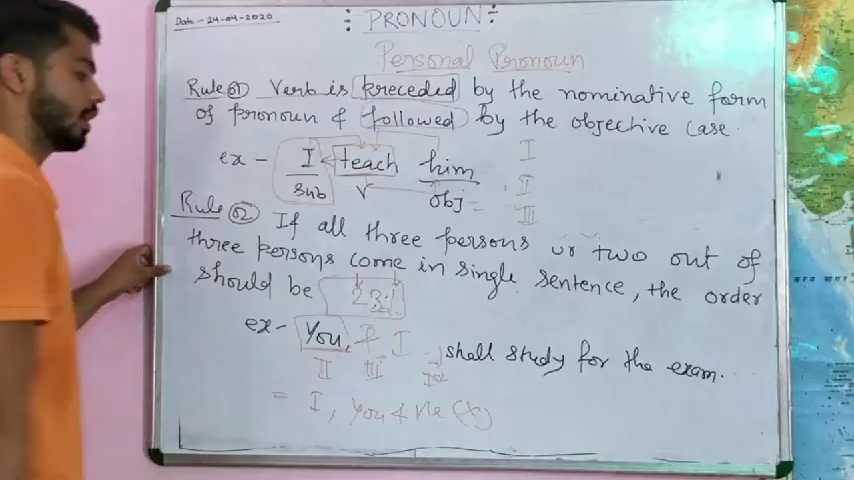 Date - 24-04-2020
: PRONOUN :
Personal Pronoun
Rule 01 Verb is preceded by the nominative form
of pronoun & followed by the objective case.
ex - I teach him
sub V obj =
I
II
III
Rule 02 If all three persons or two out of
three persons come in single sentence, the order
should be 231
ex- You, & I shall study for the exam.
II III Ist
= I, you & he (x)